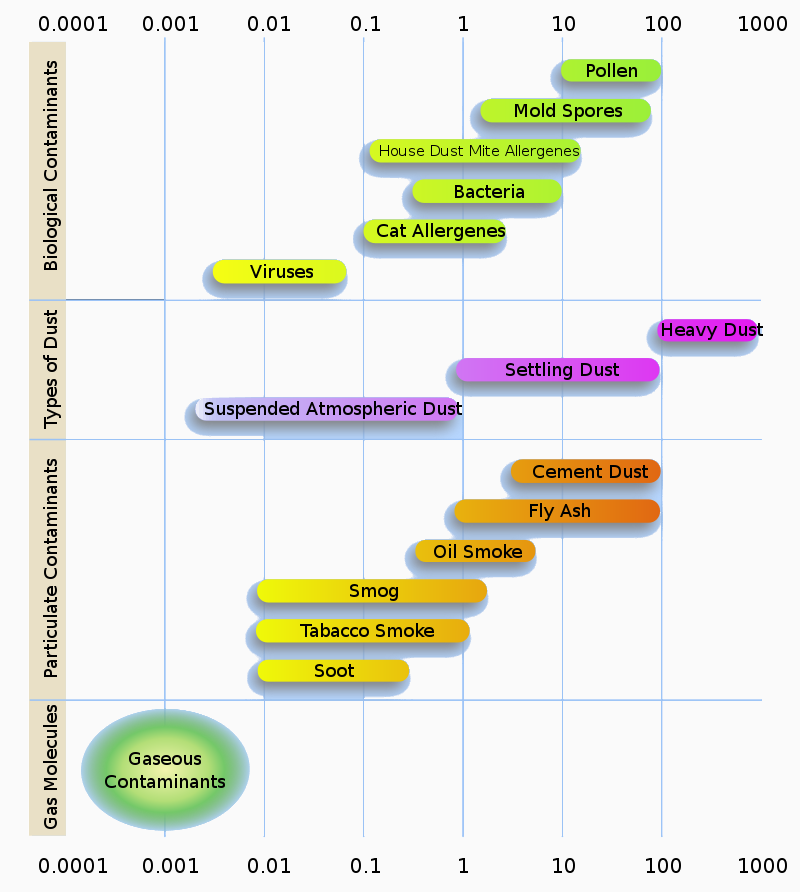 0.0001 0.001 0.01 0.1 1 10 100 1000
Biological Contaminants
Pollen
Mold Spores
House Dust Mite Allergenes
Bacteria
Cat Allergenes
Viruses
Types of Dust
Heavy Dust
Settling Dust
Suspended Atmospheric Dust
Particulate Contaminants
Cement Dust
Fly Ash
Oil Smoke
Smog
Tabacco Smoke
Soot
Gas Molecules
Gaseous
Contaminants
0.0001 0.001 0.01 0.1 1 10 100 1000